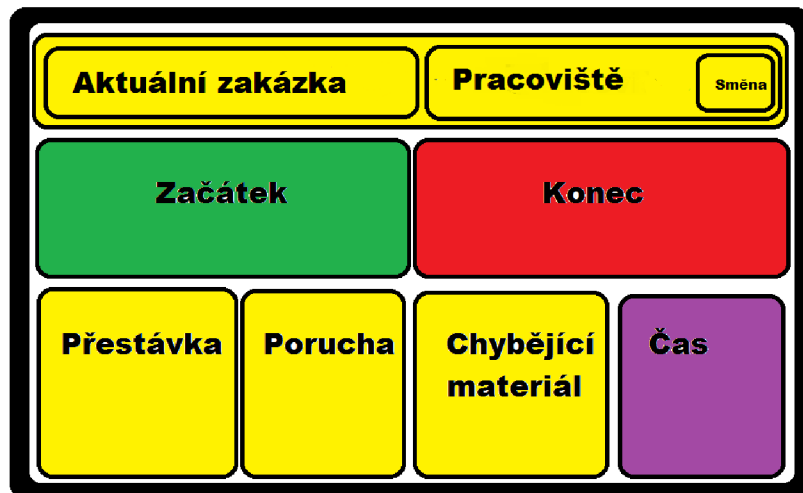 Aktuální zakázka
Pracoviště
Směna
Začátek
Konec
Přestávka
Porucha
Chybějící
materiál
Čas